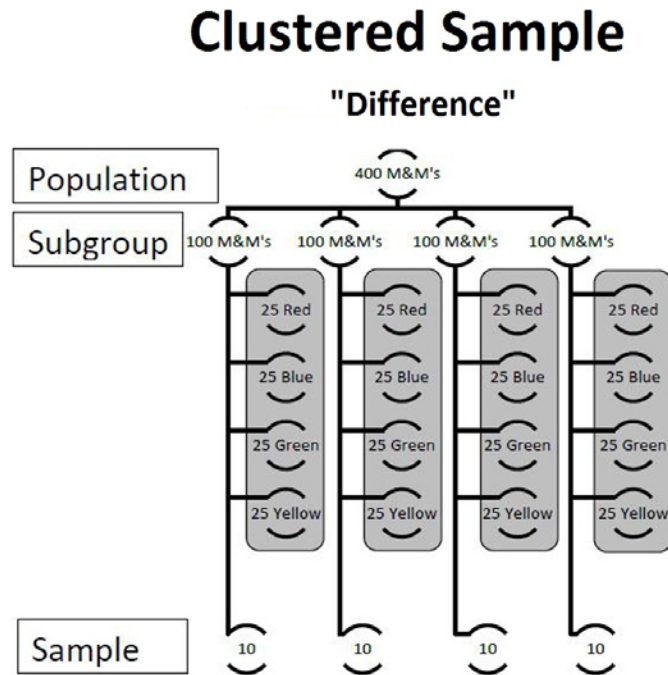 Clustered Sample
"Difference"
Population
400 M&M's
Subgroup
100 M&M's 100 M&M's 100 M&M's 100 M&M's
25 Red 25 Red 25 Red 25 Red
25 Blue 25 Blue 25 Blue 25 Blue
25 Green 25 Green 25 Green 25 Green
25 Yellow 25 Yellow 25 Yellow 25 Yellow
Sample
10 10 10 10